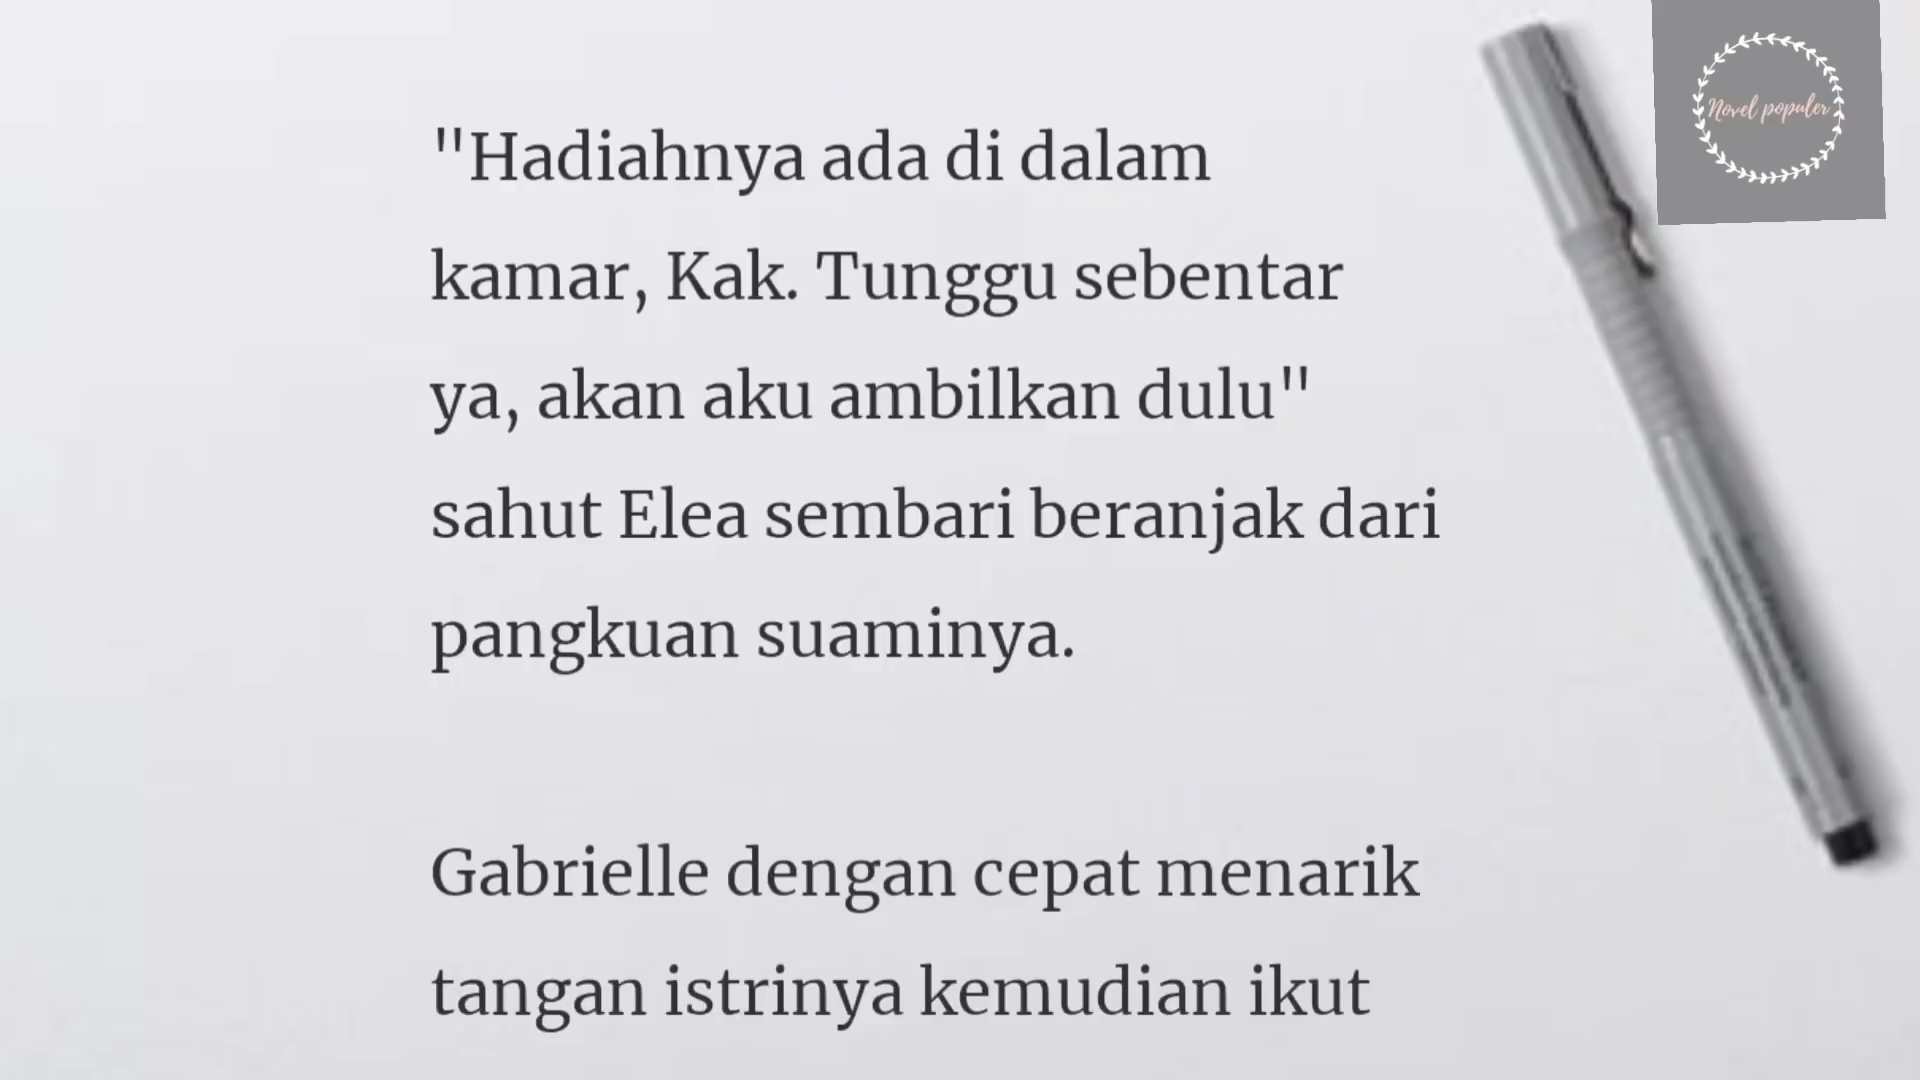 Novel populer
"Hadiahnya ada di dalam
kamar, Kak. Tunggu sebentar
ya, akan aku ambilkan dulu"
sahut Elea sembari beranjak dari
pangkuan suaminya.
Gabrielle dengan cepat menarik
tangan istrinya kemudian ikut